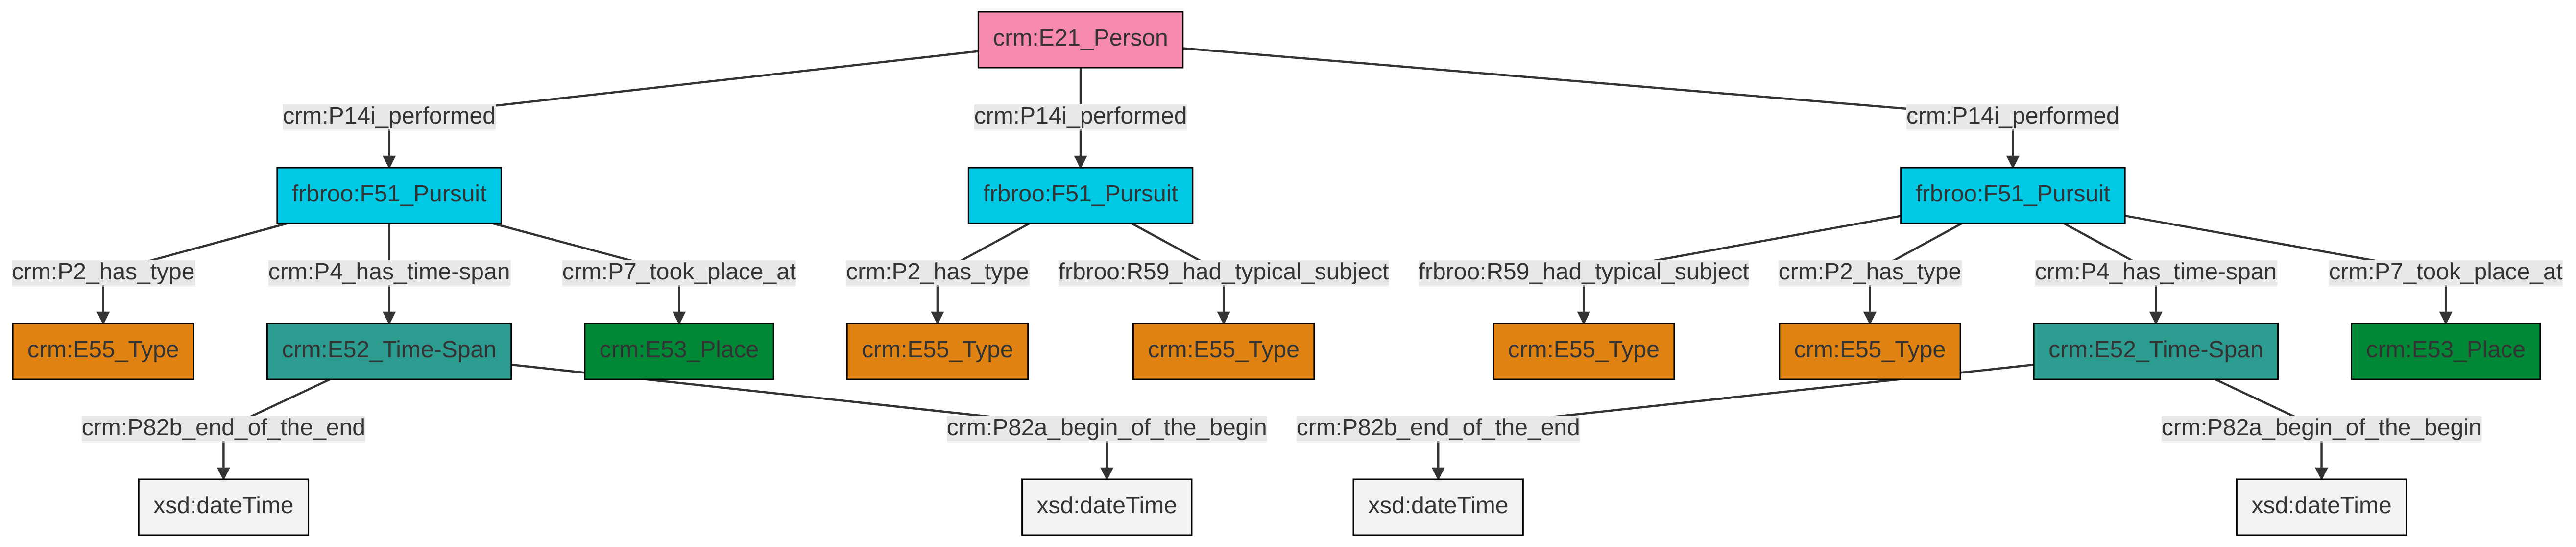 crm:E21_Person
crm:P14i_performed
crm:P14i_performed
crm:P14i_performed
frbroo:F51_Pursuit
frbroo:F51_Pursuit
frbroo:F51_Pursuit
crm:P2_has_type
crm:P4_has_time-span
crm:P7_took_place_at
crm:P2_has_type
frbroo:R59_had_typical_subject
frbroo:R59_had_typical_subject
crm:P2_has_type
crm:P4_has_time-span
crm:P7_took_place_at
crm:E55_Type
crm:E52_Time-Span
crm:E53_Place
crm:E55_Type
crm:E55_Type
crm:E55_Type
crm:E55_Type
crm:E52_Time-Span
crm:E53_Place
crm:P82b_end_of_the_end
crm:P82a_begin_of_the_begin
crm:P82b_end_of_the_end
crm:P82a_begin_of_the_begin
xsd:dateTime
xsd:dateTime
xsd:dateTime
xsd:dateTime